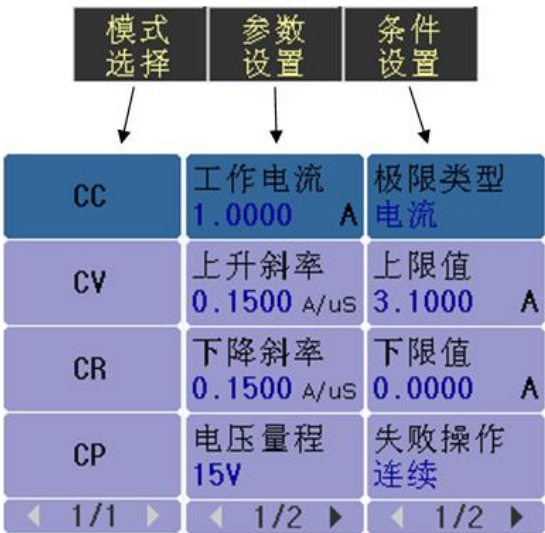 模式
选择
参数
设置
条件
设置
CC
工作电流
1.0000 A
极限类型
电流
CV
上升斜率
0.1500 A/uS
上限值
3.1000 A
CR
下降斜率
0.1500 A/uS
下限值
0.0000 A
CP
电压量程
15V
失败操作
连续
1/1
1/2
1/2